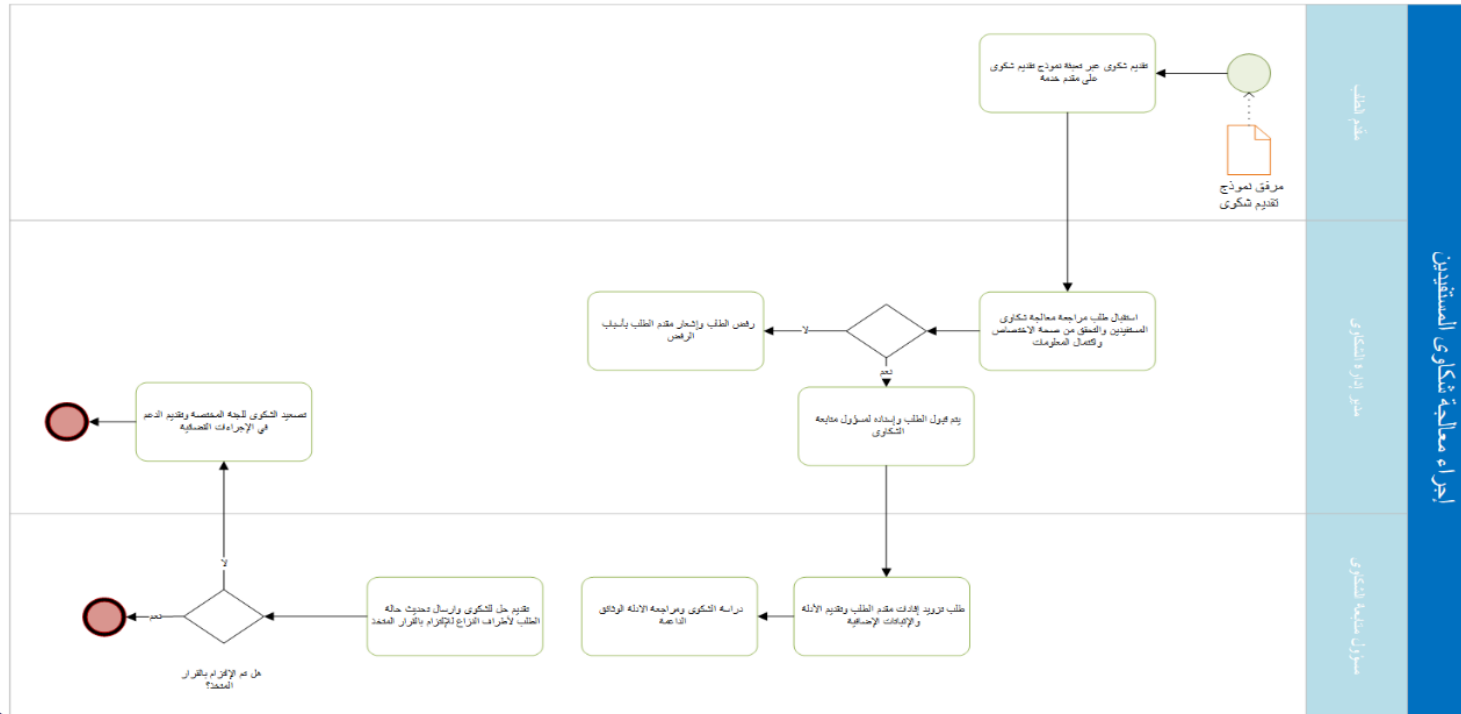 إجراء معالجة شكاوى المستفيدين
مقدم الطلب
تقديم شكوى عبر تعبئة نموذج تقديم شكوى
على مقدم خدمة
مرفق نموذج
تقديم شكوى
مدير إدارة الشكاوى
استقبال طلب مراجعة معالجة شكاوى
المستفيدين والتحقق من صحة الاختصاص
واكتمال المعلومات
لا
رفض الطلب وإشعار مقدم الطلب بأسباب
الرفض
نعم
يتم قبول الطلب وإسناده لمسؤول متابعة
الشكاوى
تصعيد الشكوى للجنة المختصة وتقديم الدعم
في الإجراءات القضائية
مسؤول متابعة الشكاوى
طلب تزويد إفادات مقدم الطلب وتقديم الأدلة
والإثباتات الإضافية
دراسة الشكوى ومراجعة الادلة الوثائق
الداعمة
تقديم حل للشكوى وارسال تحديث حالة
الطلب لأطراف النزاع للإلتزام بالقرار المتخذ
لا
نعم
هل تم الإلتزام بالقرار
المتخذ؟